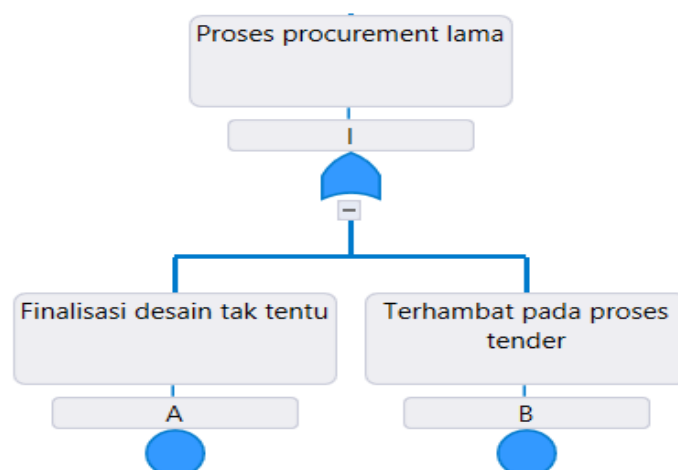 Proses procurement lama
I
Finalisasi desain tak tentu
Terhambat pada proses
tender
A
B